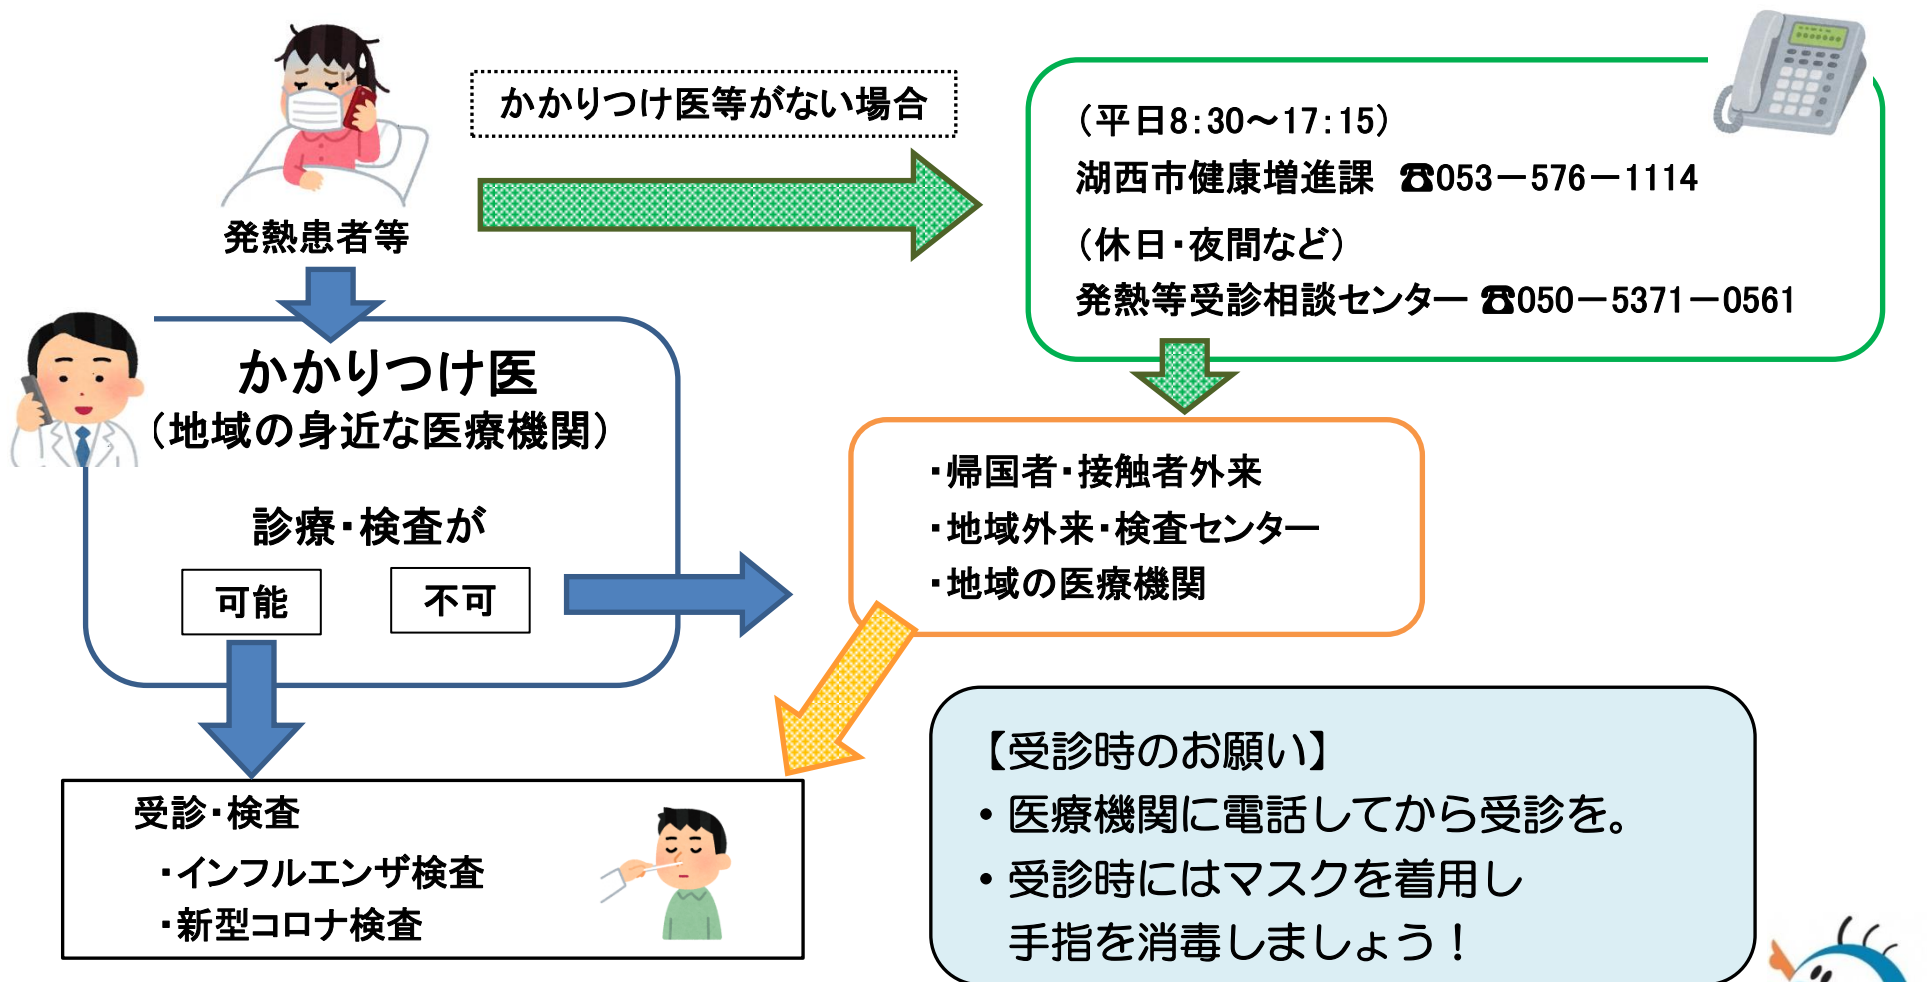 かかりつけ医等がない場合
発熱患者等
(平日8:30~17:15)
湖西市健康増進課 ☎053-576-1114
(休日・夜間など)
発熱等受診相談センター ☎050-5371-0561
かかりつけ医
(地域の身近な医療機関)
診療・検査が
可能
不可
・帰国者・接触者外来
・地域外来・検査センター
・地域の医療機関
受診・検査
・インフルエンザ検査
・新型コロナ検査
【受診時のお願い】
・医療機関に電話してから受診を。
・受診時にはマスクを着用し
手指を消毒しましょう!